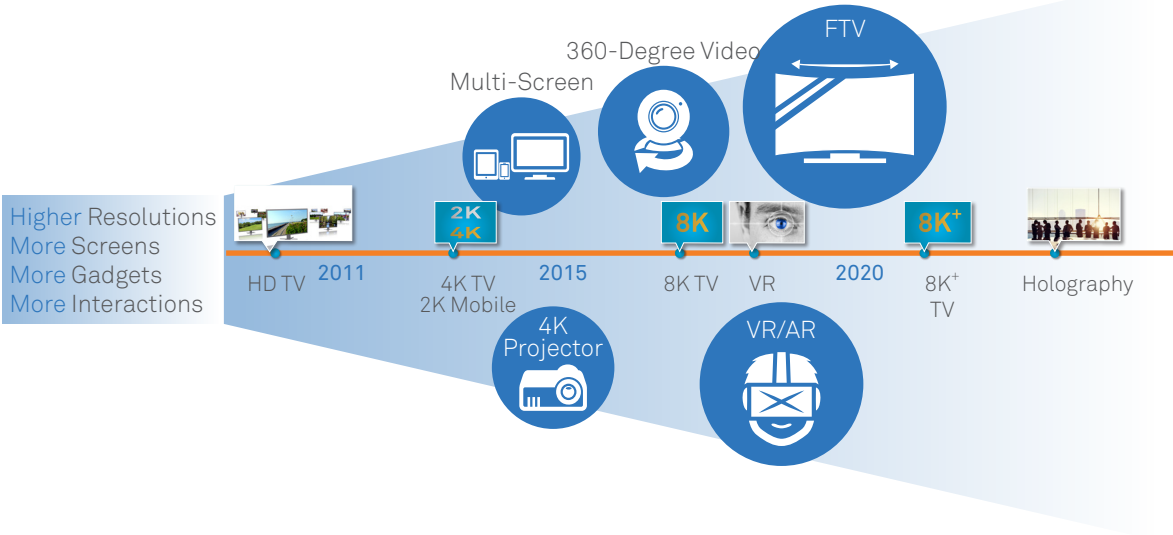 FTV
360-Degree Video
Multi-Screen
Higher Resolutions
More Screens
More Gadgets
More Interactions
2K
4K
8K
8K+
2011
2015
2020
HD TV
4K TV
2K Mobile
8K TV
VR
8K+
TV
Holography
4K
Projector
VR/AR